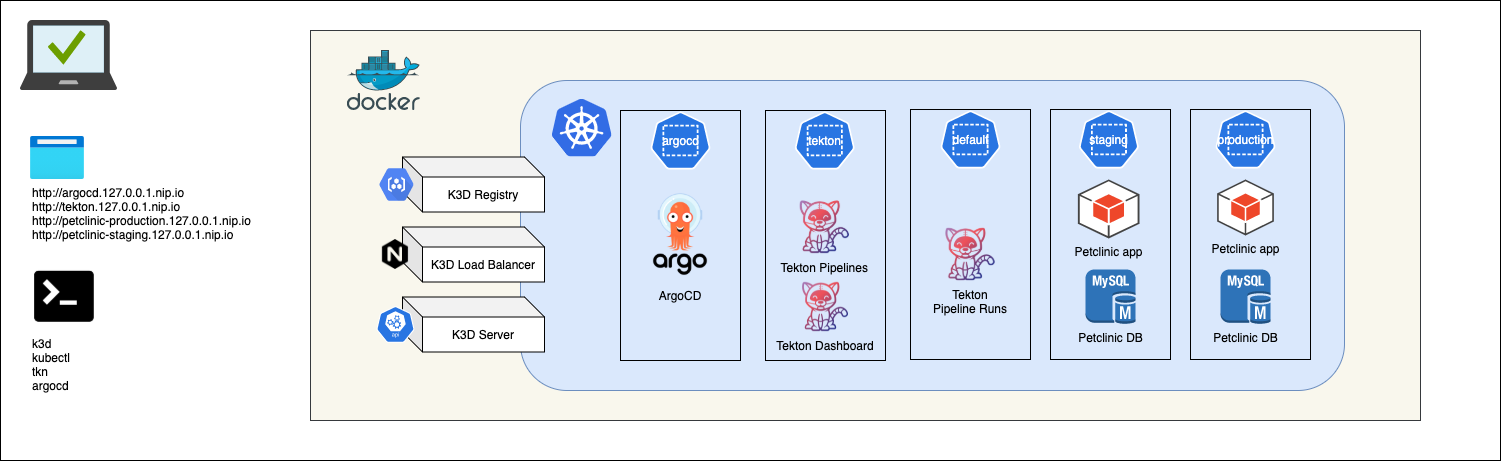 docker
http://argocd.127.0.0.1.nip.io
http://tekton.127.0.0.1.nip.io
http://petclinic-production.127.0.0.1.nip.io
http://petclinic-staging.127.0.0.1.nip.io
k3d
kubectl
tkn
argocd
K3D Registry
N
K3D Load Balancer
api
K3D Server
argocd
argo
ArgoCD
tekton
Tekton Pipelines
Tekton Dashboard
default
Tekton
Pipeline Runs
staging
Petclinic app
MySQL
M
Petclinic DB
production
Petclinic app
MySQL
M
Petclinic DB